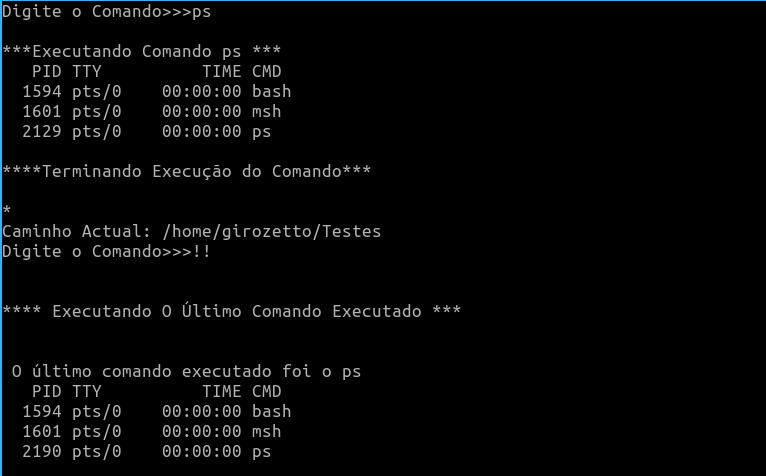 Digite o Comando>>>ps
***Executando Comando ps ***
   PID TTY          TIME CMD
  1594 pts/0    00:00:00 bash
  1601 pts/0    00:00:00 msh
  2129 pts/0    00:00:00 ps
****Terminando Execução do Comando***
*
Caminho Actual: /home/girozetto/Testes
Digite o Comando>>>!!
**** Executando O Último Comando Executado ***
 O último comando executado foi o ps
   PID TTY          TIME CMD
  1594 pts/0    00:00:00 bash
  1601 pts/0    00:00:00 msh
  2190 pts/0    00:00:00 ps